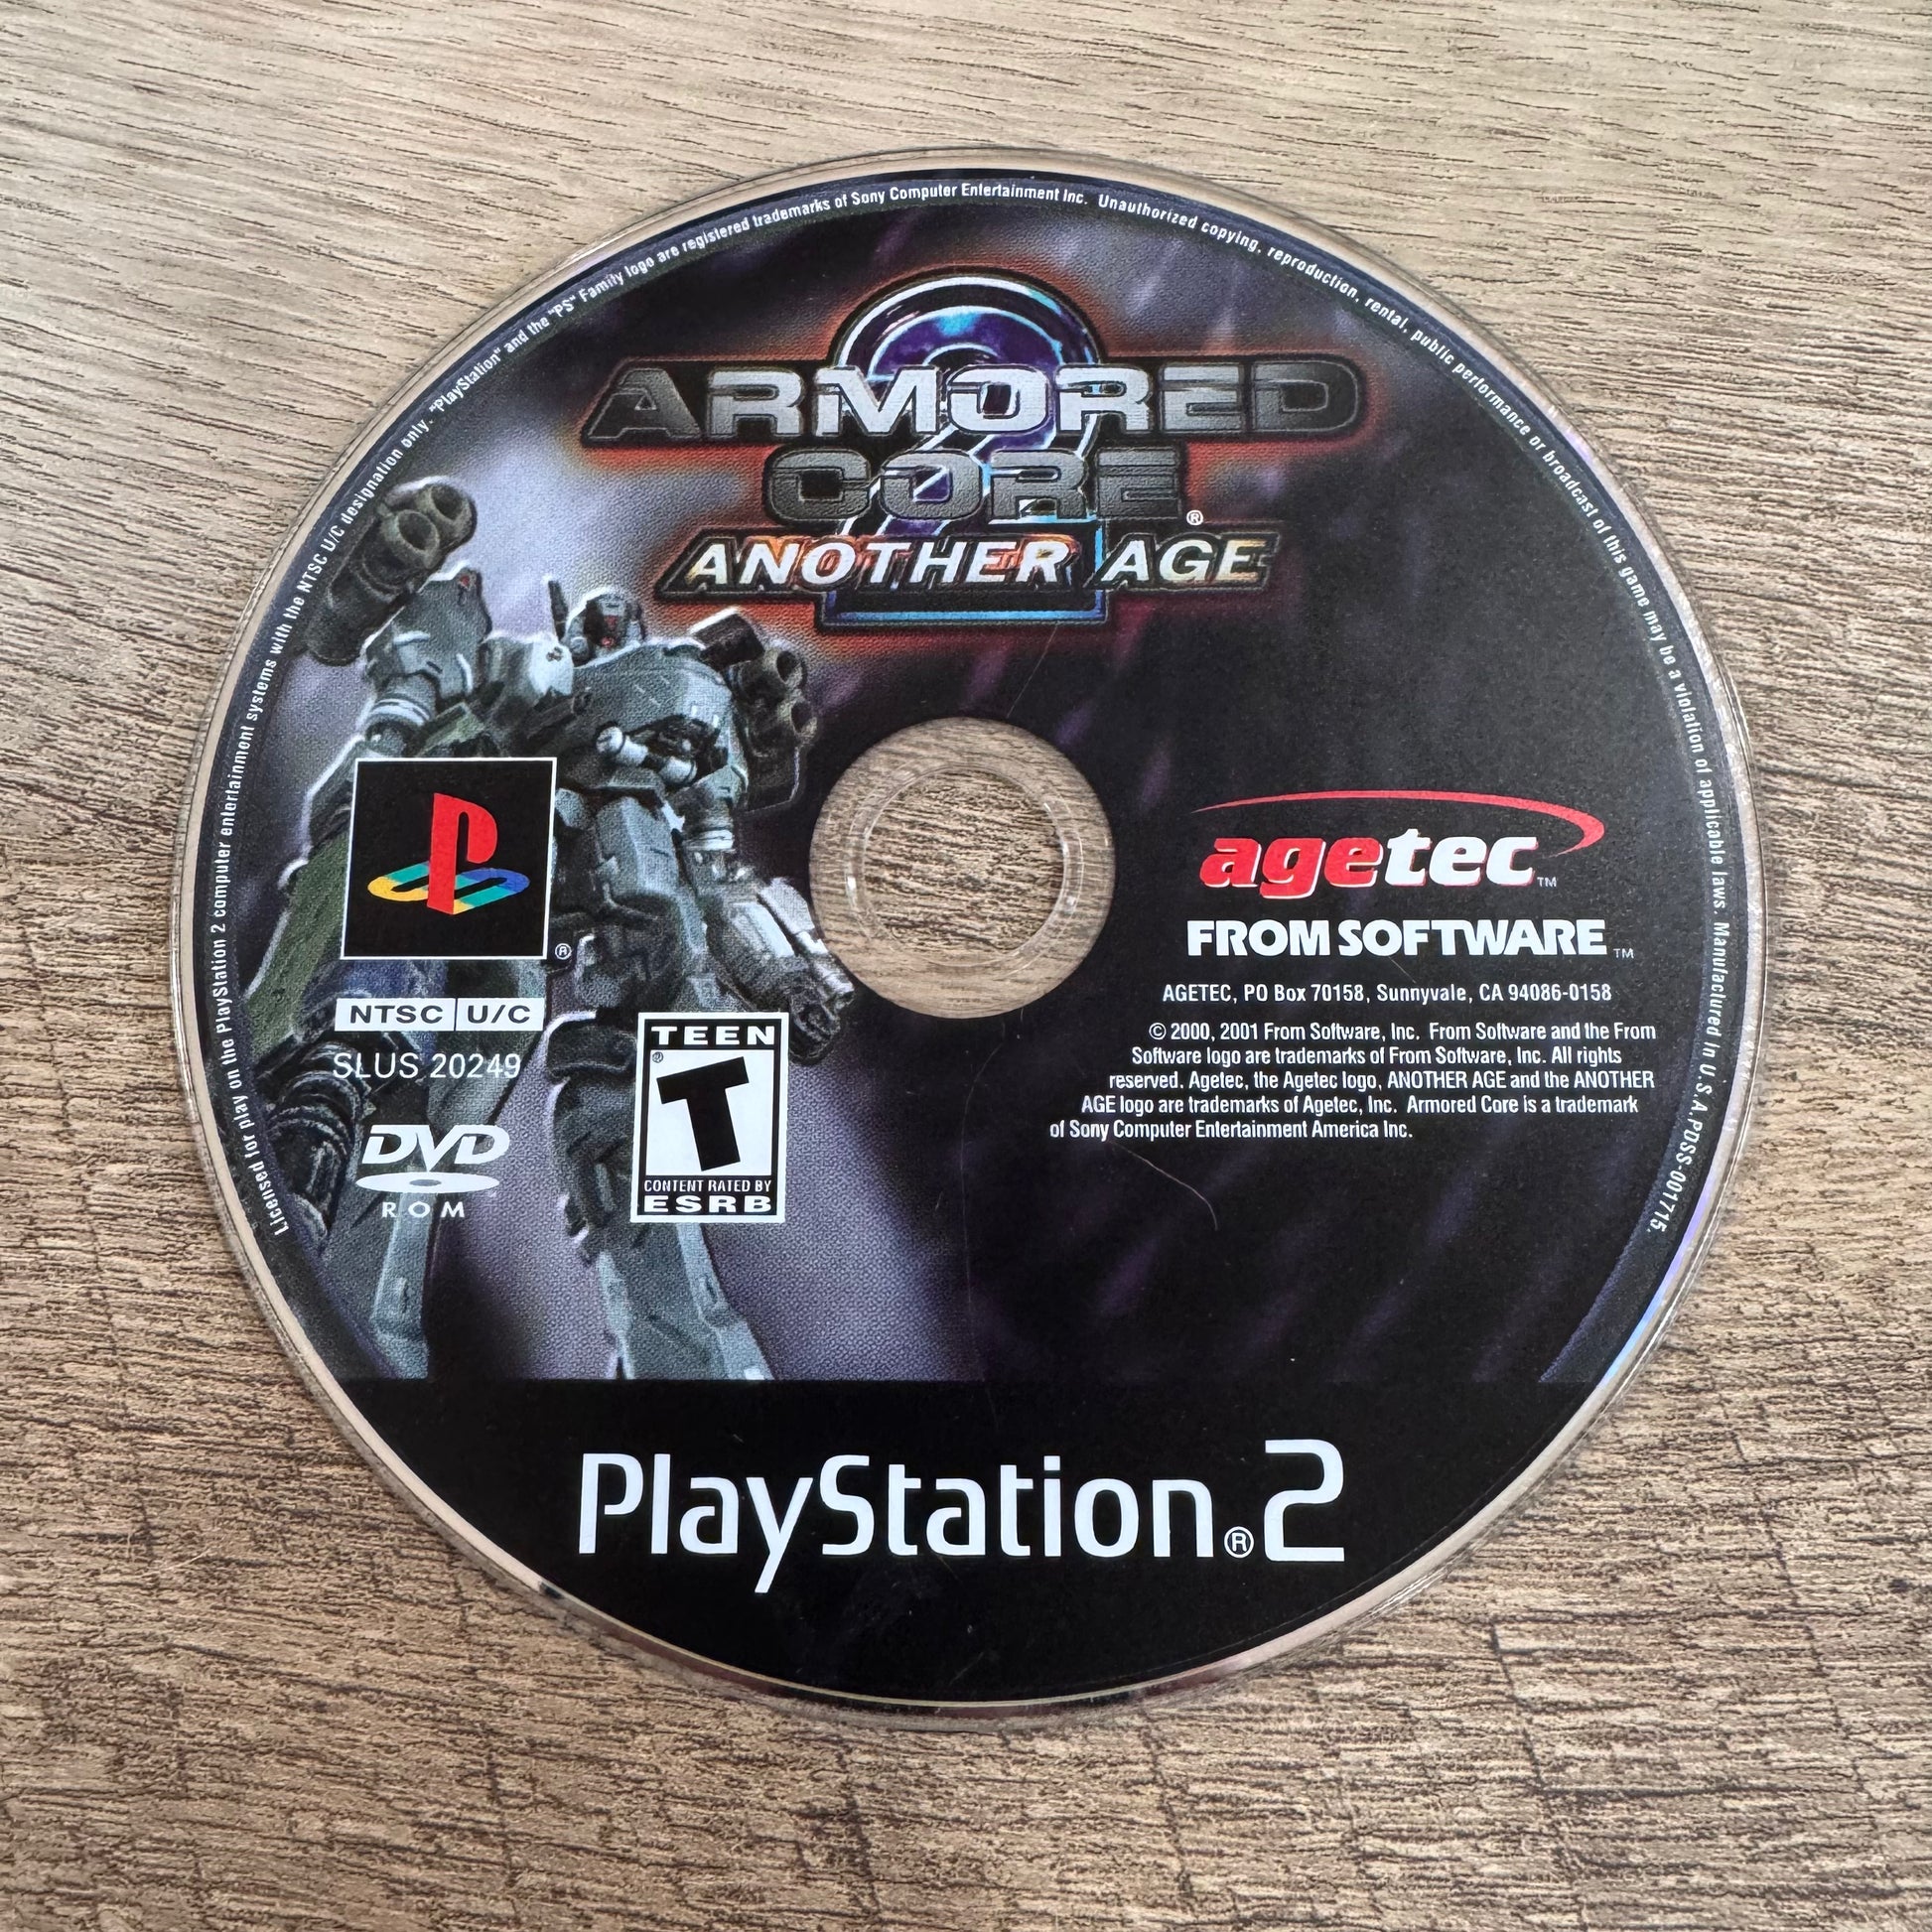 Licensed for play on the PlayStation 2 computer entertainment systems with the NTSC U/C designation only. "PlayStation" and the "PS" Family logo are registered trademarks of Sony Computer Entertainment Inc. Unauthorized copying, reproduction, rental, public performance or broadcast of this game may be a violation of applicable laws. Manufactured in U.S.A. PDSS-001715.
2
ARMORED
CORE®
ANOTHER AGE
®
NTSC U/C
SLUS 20249
DVD
ROM
TEEN
®
T
CONTENT RATED BY
ESRB
agetec™
FROM SOFTWARE™
AGETEC, PO Box 70158, Sunnyvale, CA 94086-0158
© 2000, 2001 From Software, Inc. From Software and the From
Software logo are trademarks of From Software, Inc. All rights
reserved. Agetec, the Agetec logo, ANOTHER AGE and the ANOTHER
AGE logo are trademarks of Agetec, Inc. Armored Core is a trademark
of Sony Computer Entertainment America Inc.
PlayStation®2